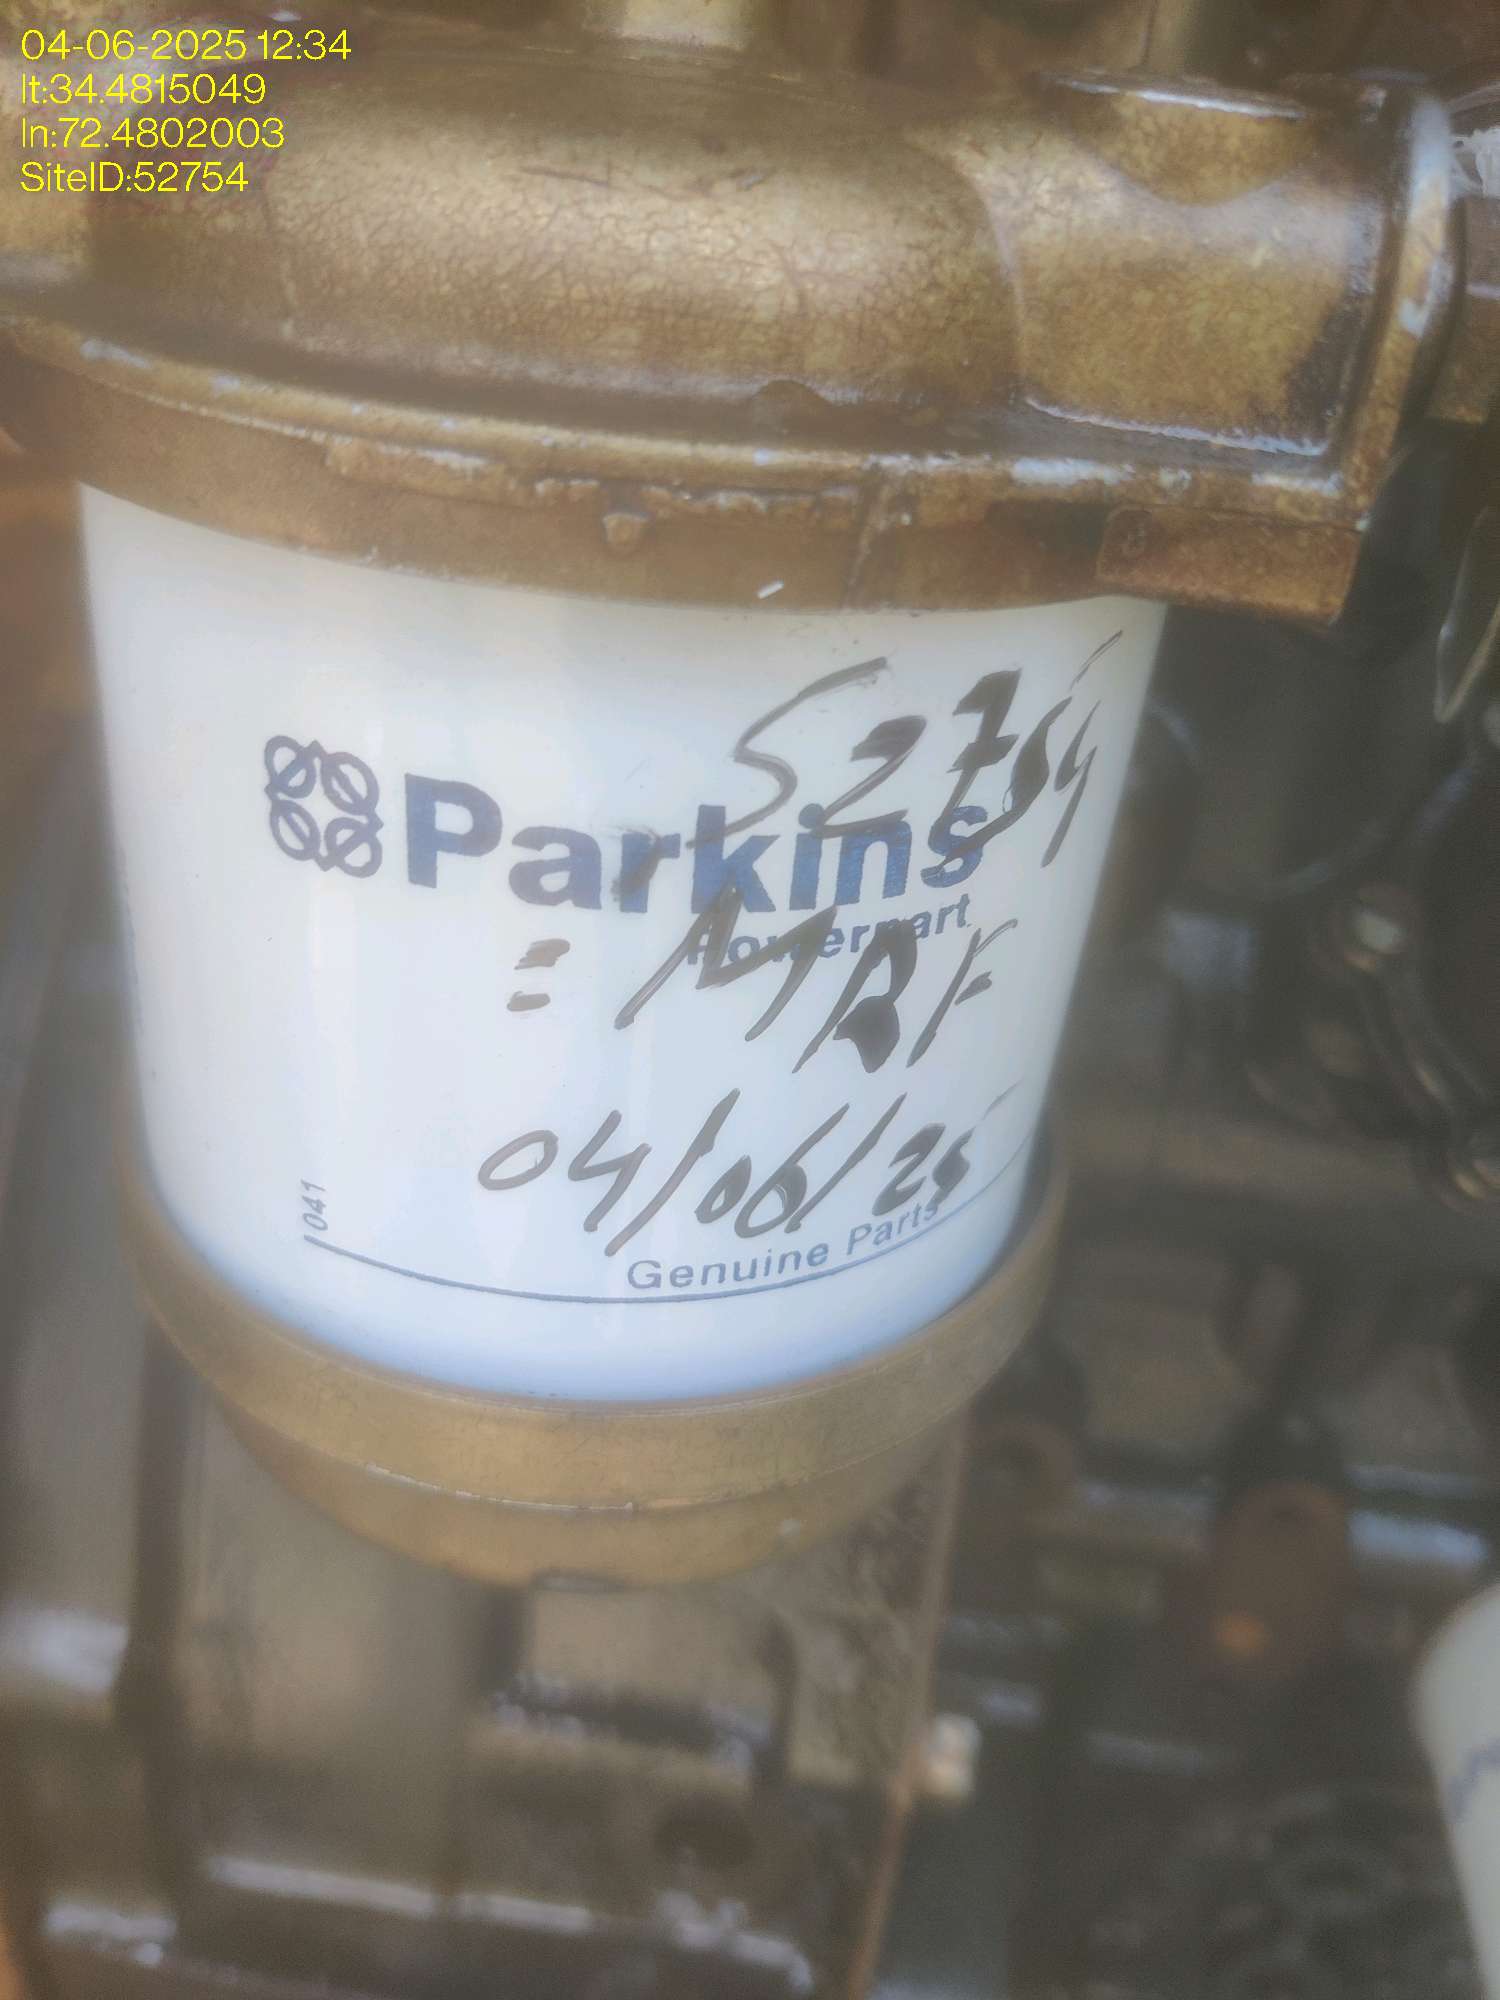 04-06-2025 12:34
lt:34.4815049
ln:72.4802003
SiteID:52754
52754
Parkins
Powerpart
= MRF
04/06/25
041
Genuine Parts